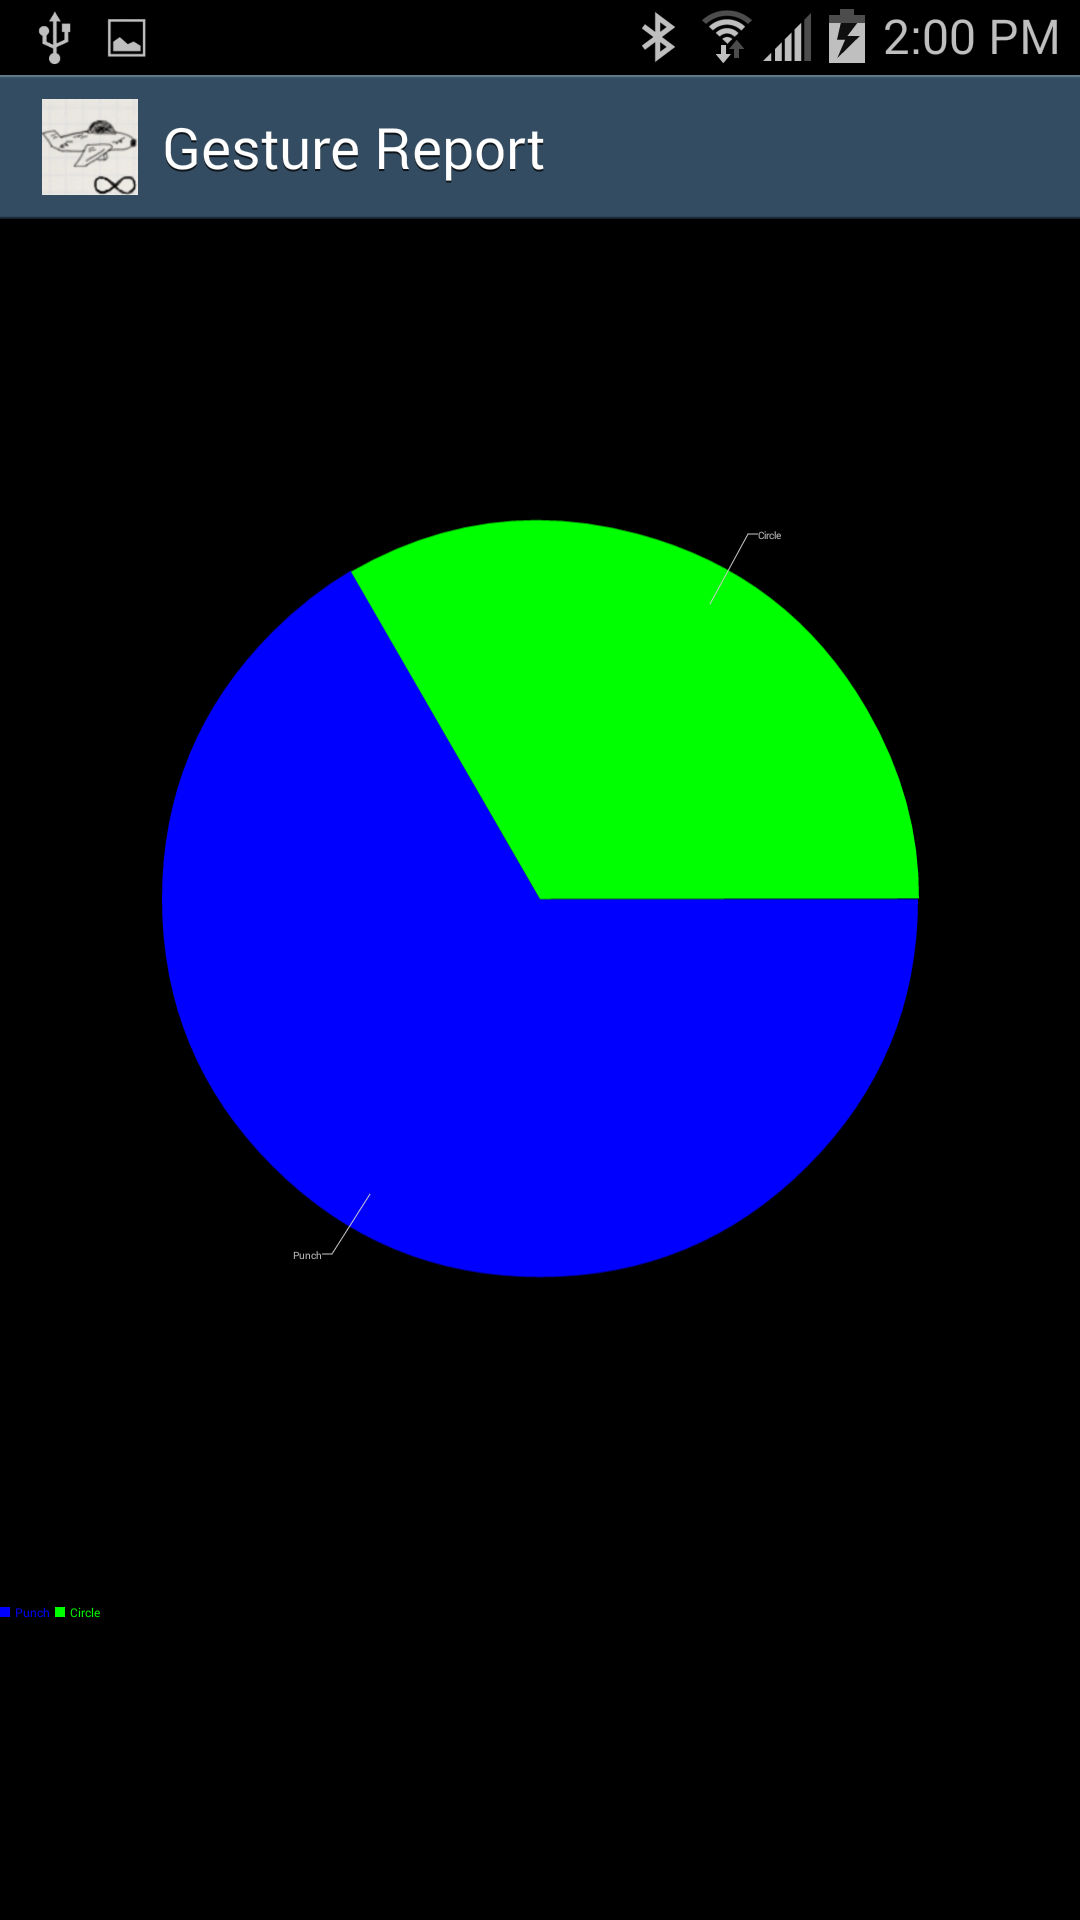 2:00 PM
Gesture Report
Circle
Punch
Punch Circle